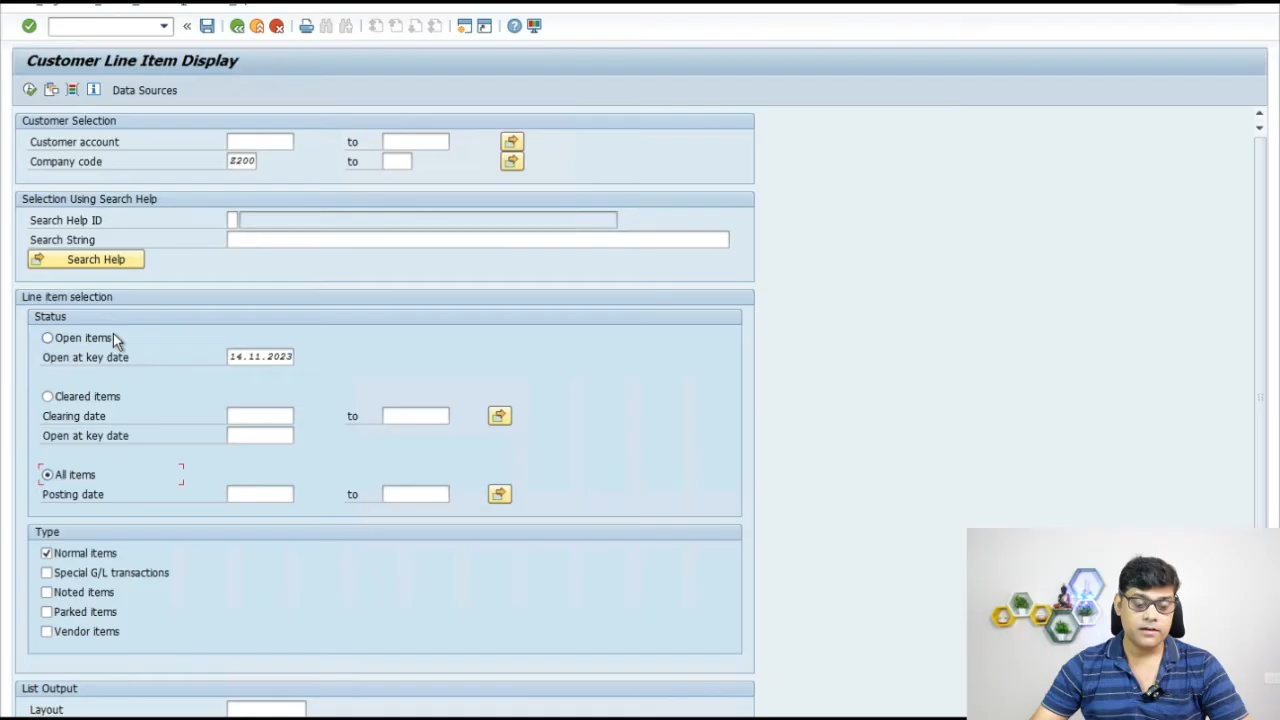 Customer Line Item Display
Data Sources
Customer Selection
Customer account to
Company code Z200 to
Selection Using Search Help
Search Help ID
Search String
Search Help
Line item selection
Status
Open items
Open at key date 14.11.2023
Cleared items
Clearing date to
Open at key date
All items
Posting date to
Type
Normal items
Special G/L transactions
Noted items
Parked items
Vendor items
List Output
Layout